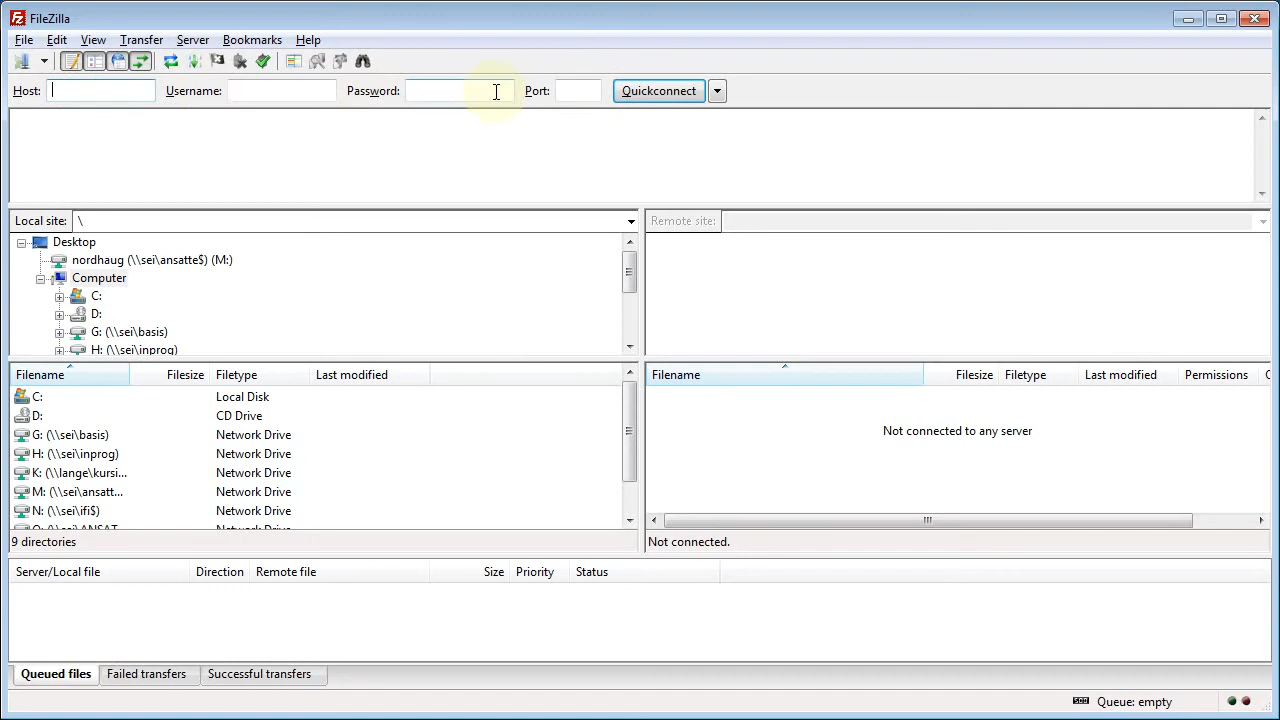 FileZilla
File Edit View Transfer Server Bookmarks Help
Host: Username: Password: Port: Quickconnect
Local site: \
Remote site:
Desktop
nordhaug (\\sei\ansatte$) (M:)
Computer
C:
D:
G: (\\sei\basis)
H: (\\sei\inprog)
Filename Filesize Filetype Last modified
C: Local Disk
D: CD Drive
G: (\\sei\basis) Network Drive
H: (\\sei\inprog) Network Drive
K: (\\lange\kursi... Network Drive
M: (\\sei\ansatt... Network Drive
N: (\\sei\ifi$) Network Drive
Network Drive
9 directories
Filename Filesize Filetype Last modified Permissions
Not connected to any server
Not connected.
Server/Local file Direction Remote file Size Priority Status
Queued files Failed transfers Successful transfers
Queue: empty